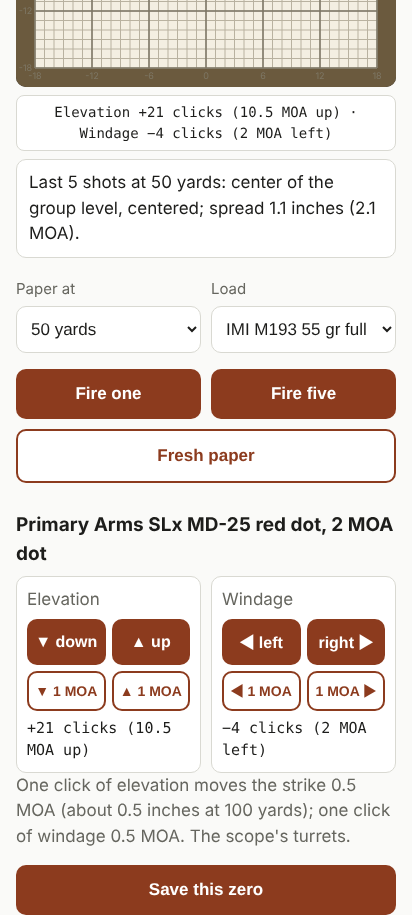 -12
-18
-18 -12 -6 0 6 12 18
Elevation +21 clicks (10.5 MOA up) ·
Windage −4 clicks (2 MOA left)
Last 5 shots at 50 yards: center of the
group level, centered; spread 1.1 inches (2.1
MOA).
Paper at
Load
50 yards
IMI M193 55 gr full
Fire one
Fire five
Fresh paper
Primary Arms SLx MD-25 red dot, 2 MOA
dot
Elevation
▼ down ▲ up
▼ 1 MOA ▲ 1 MOA
+21 clicks (10.5
MOA up)
Windage
◀ left right ▶
◀ 1 MOA 1 MOA ▶
−4 clicks (2 MOA
left)
One click of elevation moves the strike 0.5
MOA (about 0.5 inches at 100 yards); one click
of windage 0.5 MOA. The scope's turrets.
Save this zero